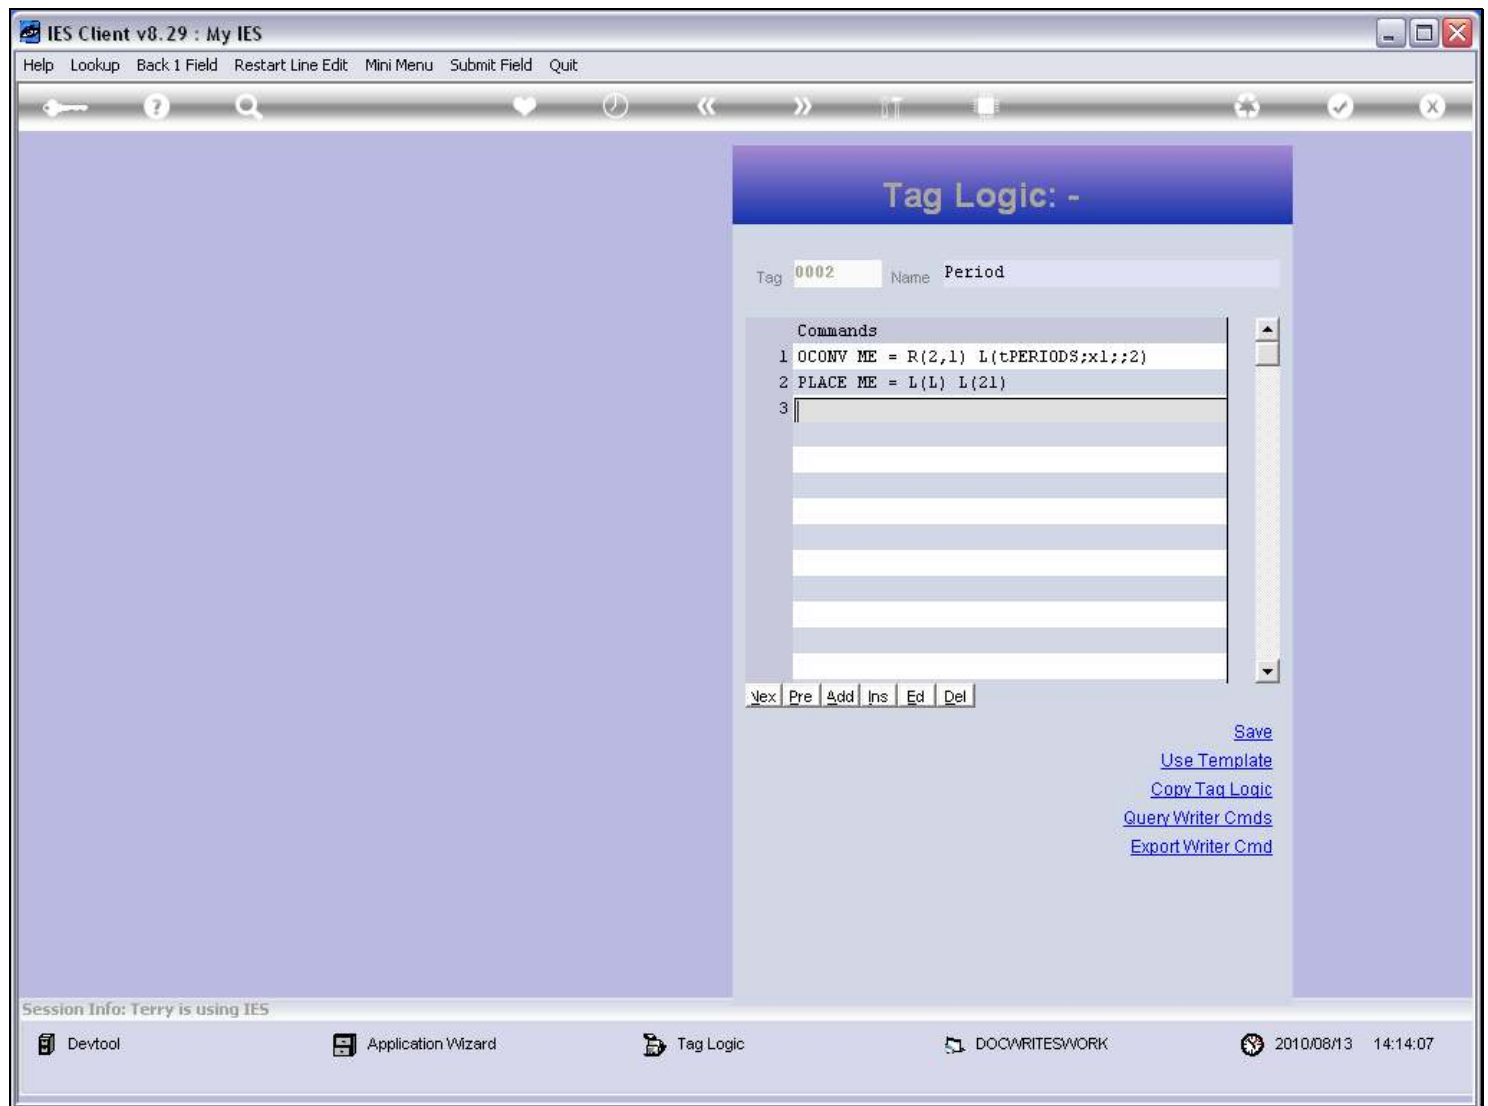 IES Client v8.29 : My IES
Help Lookup Back 1 Field Restart Line Edit Mini Menu Submit Field Quit
Tag Logic: -
Tag 0002 Name Period
Commands
1 OCONV ME = R(2,1) L(tPERIODS;x1;;2)
2 PLACE ME = L(L) L(21)
3
Nex Pre Add Ins Ed Del
Save
Use Template
Copy Tag Logic
Query Writer Cmds
Export Writer Cmd
Session Info: Terry is using IES
Devtool Application Wizard Tag Logic DOCWRITESWORK 2010/08/13 14:14:07